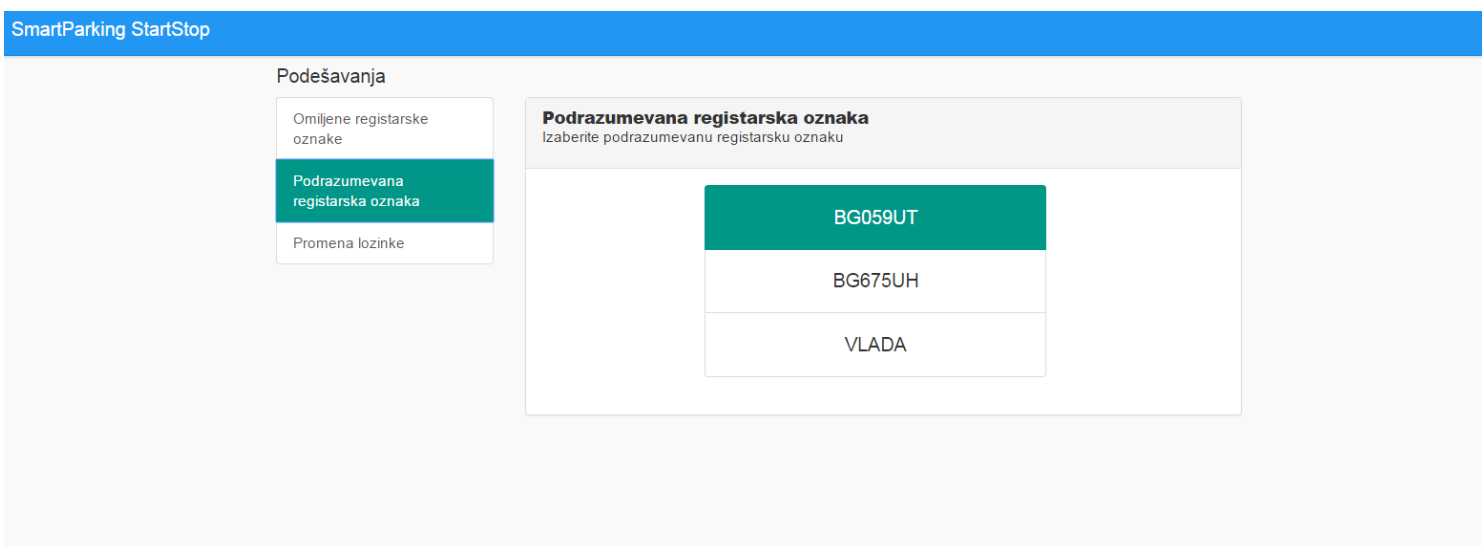 SmartParking StartStop
Podešavanja
Omiljene registarske
oznake
Podrazumevana
registarska oznaka
Promena lozinke
Podrazumevana registarska oznaka
Izaberite podrazumevanu registarsku oznaku
BG059UT
BG675UH
VLADA